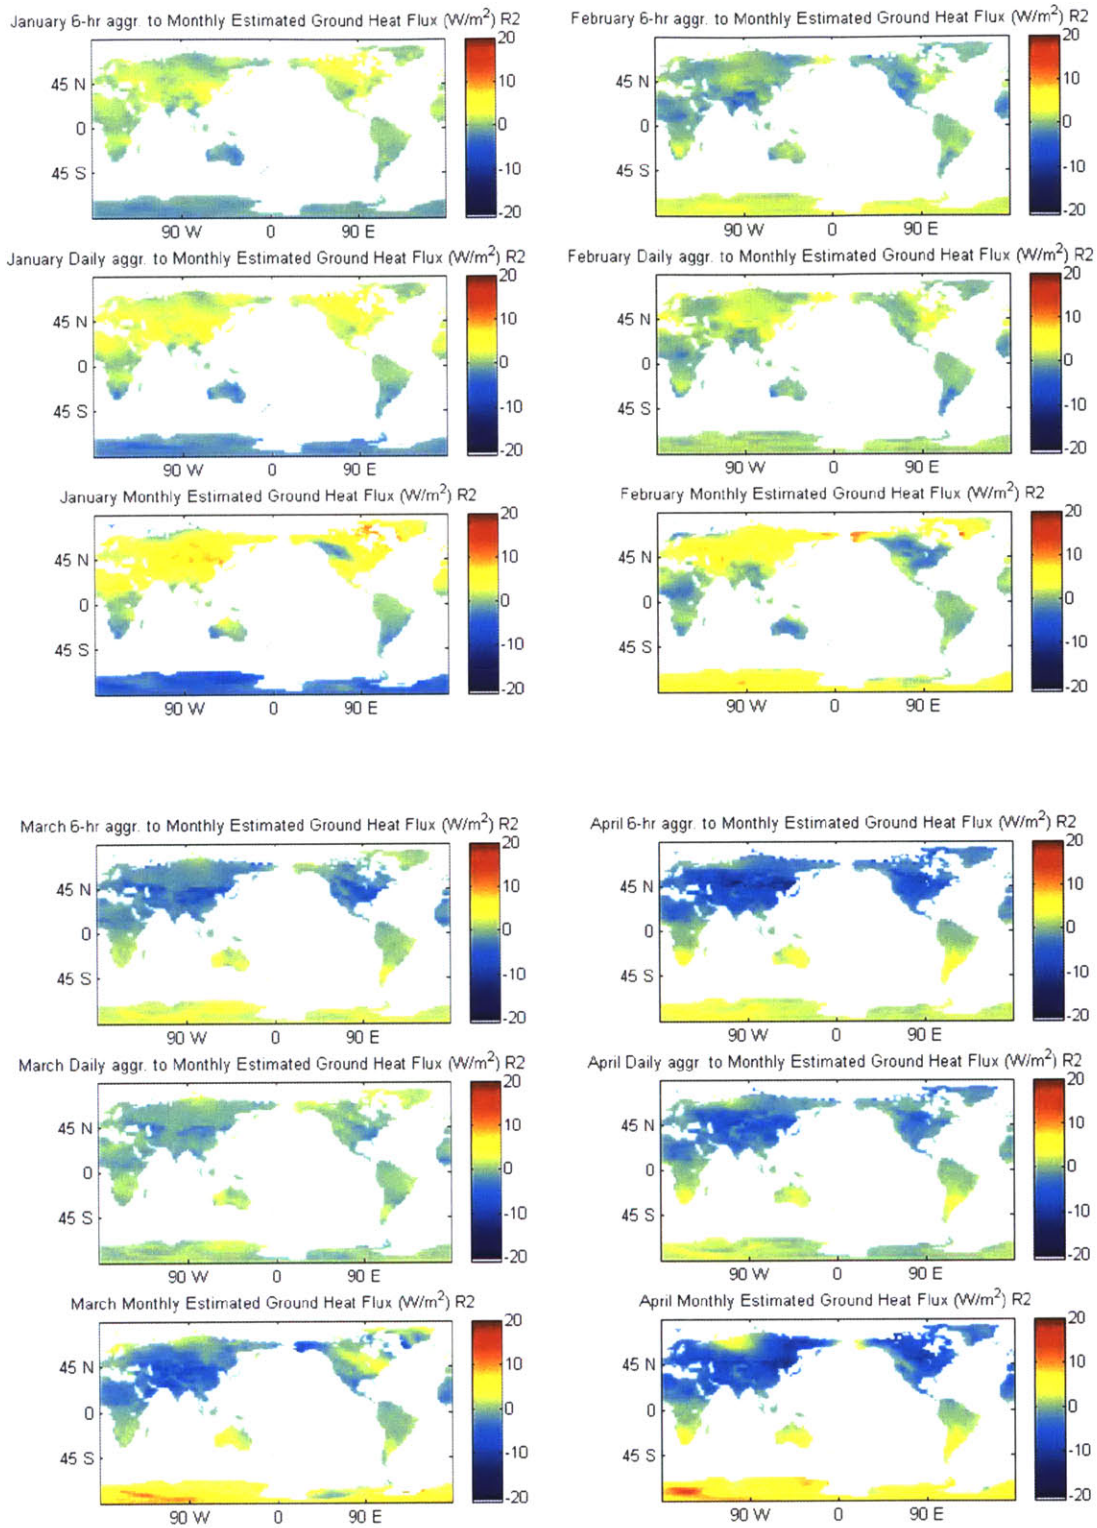 January 6-hr aggr. to Monthly Estimated Ground Heat Flux (W/m²) R2
45 N
0
45 S
90 W 0 90 E
20
10
0
-10
-20
February 6-hr aggr. to Monthly Estimated Ground Heat Flux (W/m²) R2
45 N
0
45 S
90 W 0 90 E
20
10
0
-10
-20
January Daily aggr. to Monthly Estimated Ground Heat Flux (W/m²) R2
45 N
0
45 S
90 W 0 90 E
20
10
0
-10
-20
February Daily aggr. to Monthly Estimated Ground Heat Flux (W/m²) R2
45 N
0
45 S
90 W 0 90 E
20
10
0
-10
-20
January Monthly Estimated Ground Heat Flux (W/m²) R2
45 N
0
45 S
90 W 0 90 E
20
10
0
-10
-20
February Monthly Estimated Ground Heat Flux (W/m²) R2
45 N
0
45 S
90 W 0 90 E
20
10
0
-10
-20
March 6-hr aggr. to Monthly Estimated Ground Heat Flux (W/m²) R2
45 N
0
45 S
90 W 0 90 E
20
10
0
-10
-20
April 6-hr aggr. to Monthly Estimated Ground Heat Flux (W/m²) R2
45 N
0
45 S
90 W 0 90 E
20
10
0
-10
-20
March Daily aggr. to Monthly Estimated Ground Heat Flux (W/m²) R2
45 N
0
45 S
90 W 0 90 E
20
10
0
-10
-20
April Daily aggr. to Monthly Estimated Ground Heat Flux (W/m²) R2
45 N
0
45 S
90 W 0 90 E
20
10
0
-10
-20
March Monthly Estimated Ground Heat Flux (W/m²) R2
45 N
0
45 S
90 W 0 90 E
20
10
0
-10
-20
April Monthly Estimated Ground Heat Flux (W/m²) R2
45 N
0
45 S
90 W 0 90 E
20
10
0
-10
-20